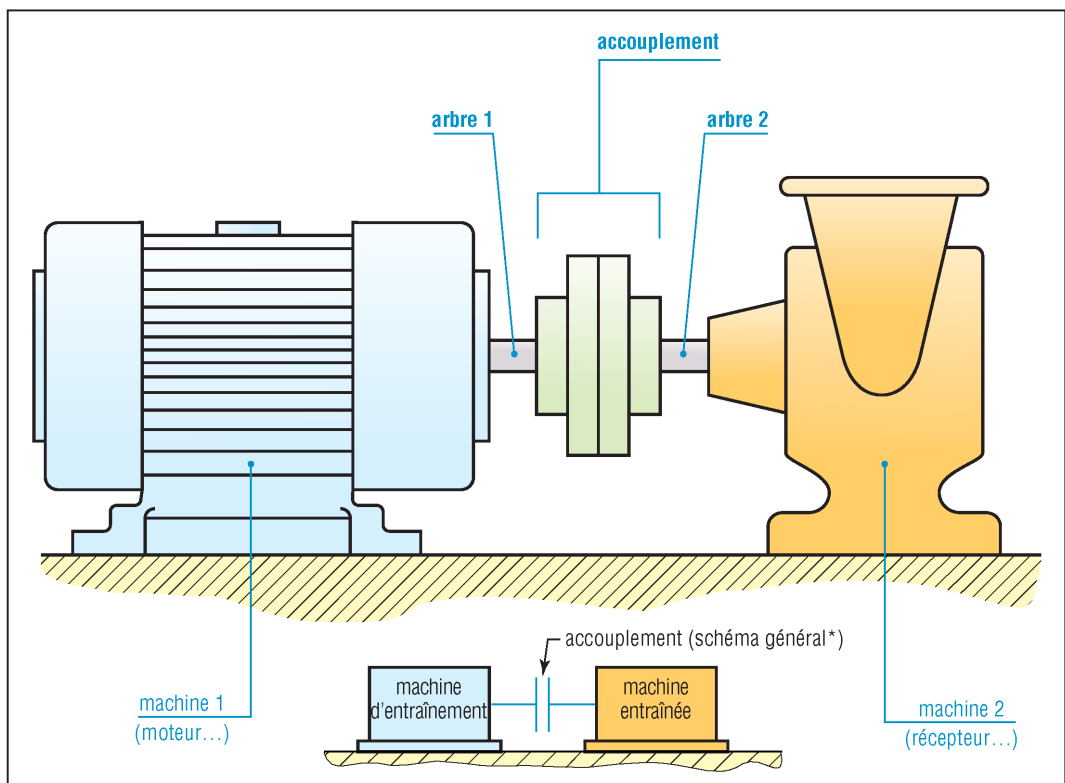 accouplement
arbre 1
arbre 2
accouplement (schéma général*)
machine
d'entraînement
machine
entraînée
machine 1
(moteur…)
machine 2
(récepteur…)